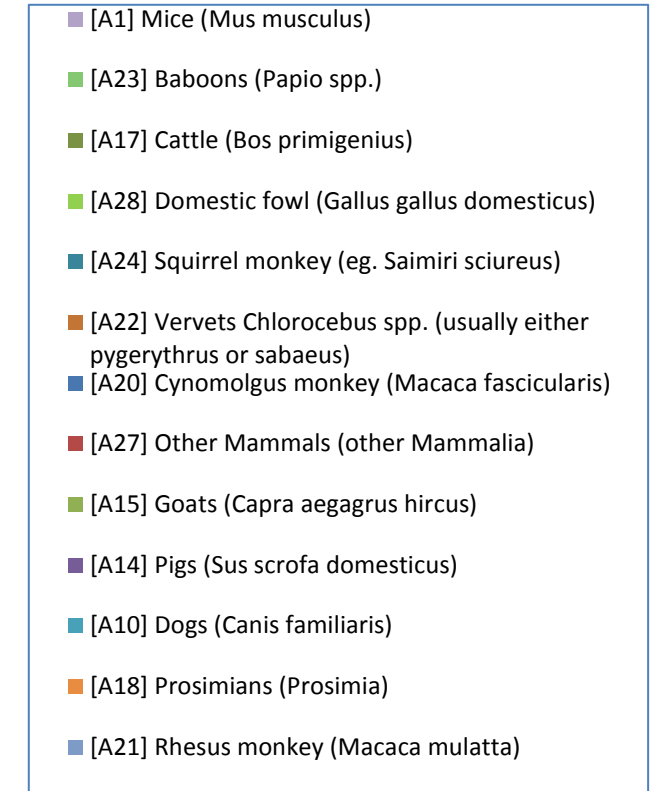 [A1] Mice (Mus musculus)
[A23] Baboons (Papio spp.)
[A17] Cattle (Bos primigenius)
[A28] Domestic fowl (Gallus gallus domesticus)
[A24] Squirrel monkey (eg. Saimiri sciureus)
[A22] Vervets Chlorocebus spp. (usually either
pygerythrus or sabaeus)
[A20] Cynomolgus monkey (Macaca fascicularis)
[A27] Other Mammals (other Mammalia)
[A15] Goats (Capra aegagrus hircus)
[A14] Pigs (Sus scrofa domesticus)
[A10] Dogs (Canis familiaris)
[A18] Prosimians (Prosimia)
[A21] Rhesus monkey (Macaca mulatta)